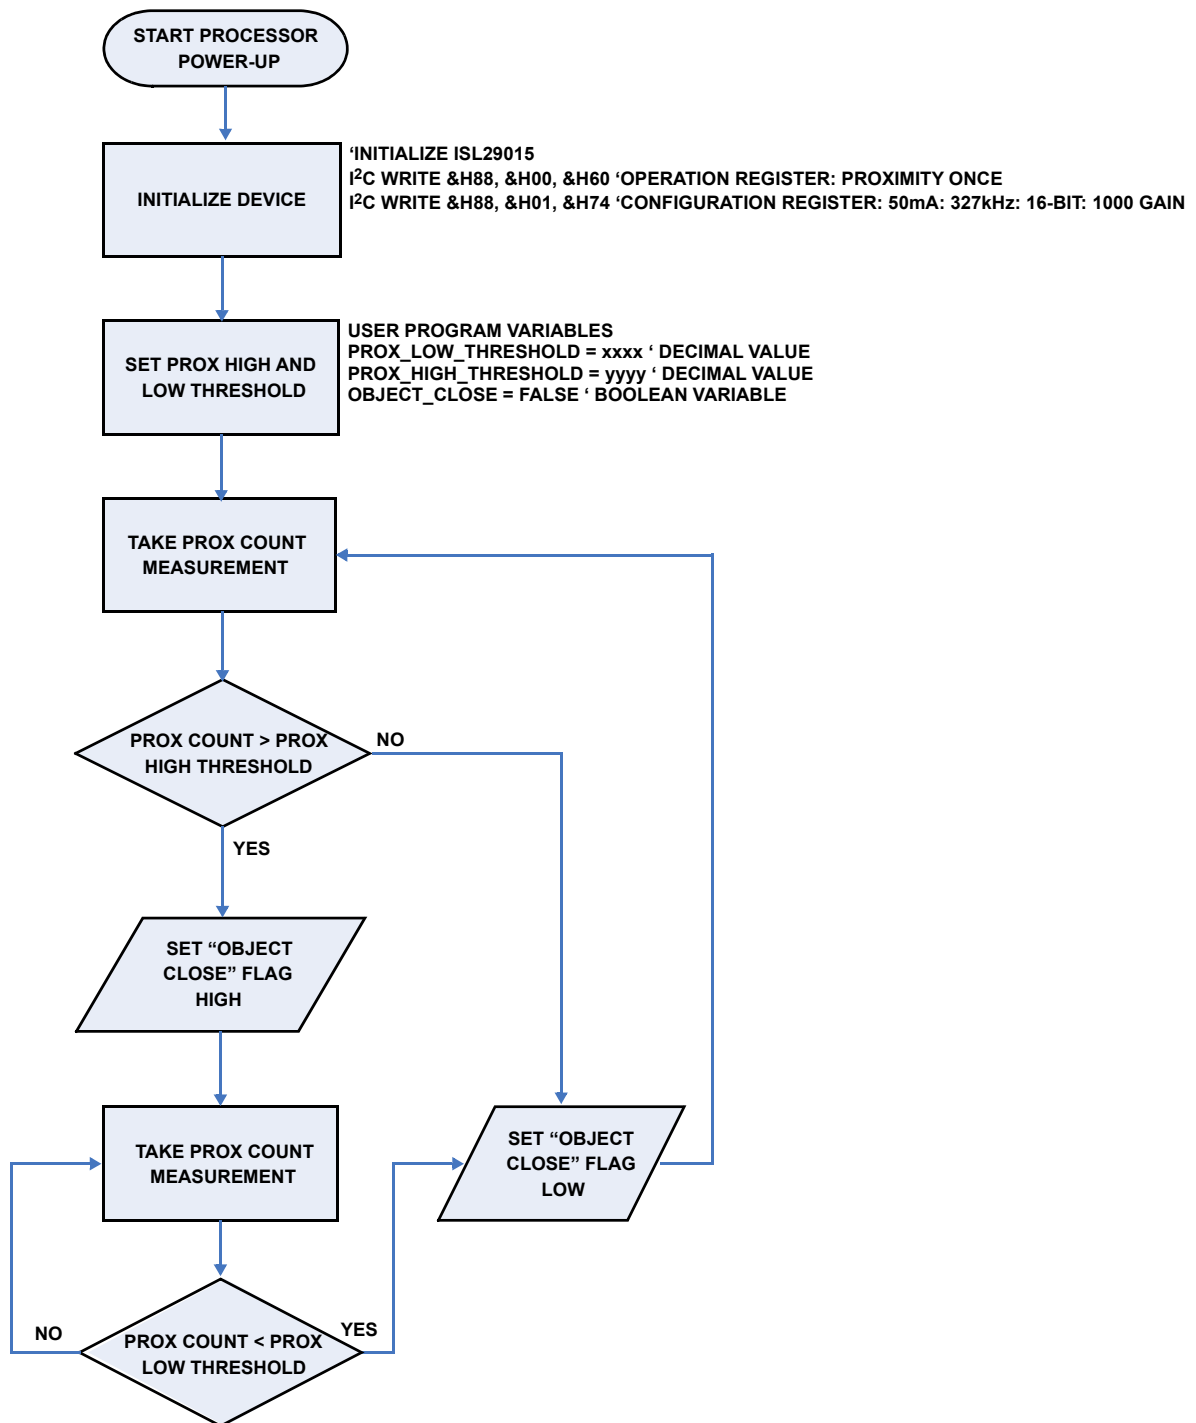 START PROCESSOR
POWER-UP
INITIALIZE DEVICE
‘INITIALIZE ISL29015
I²C WRITE &H88, &H00, &H60 ‘OPERATION REGISTER: PROXIMITY ONCE
I²C WRITE &H88, &H01, &H74 ‘CONFIGURATION REGISTER: 50mA: 327kHz: 16-BIT: 1000 GAIN
SET PROX HIGH AND
LOW THRESHOLD
USER PROGRAM VARIABLES
PROX_LOW_THRESHOLD = xxxx ‘ DECIMAL VALUE
PROX_HIGH_THRESHOLD = yyyy ‘ DECIMAL VALUE
OBJECT_CLOSE = FALSE ‘ BOOLEAN VARIABLE
TAKE PROX COUNT
MEASUREMENT
PROX COUNT > PROX
HIGH THRESHOLD
NO
YES
SET “OBJECT
CLOSE” FLAG
HIGH
TAKE PROX COUNT
MEASUREMENT
SET “OBJECT
CLOSE” FLAG
LOW
PROX COUNT < PROX
LOW THRESHOLD
NO
YES